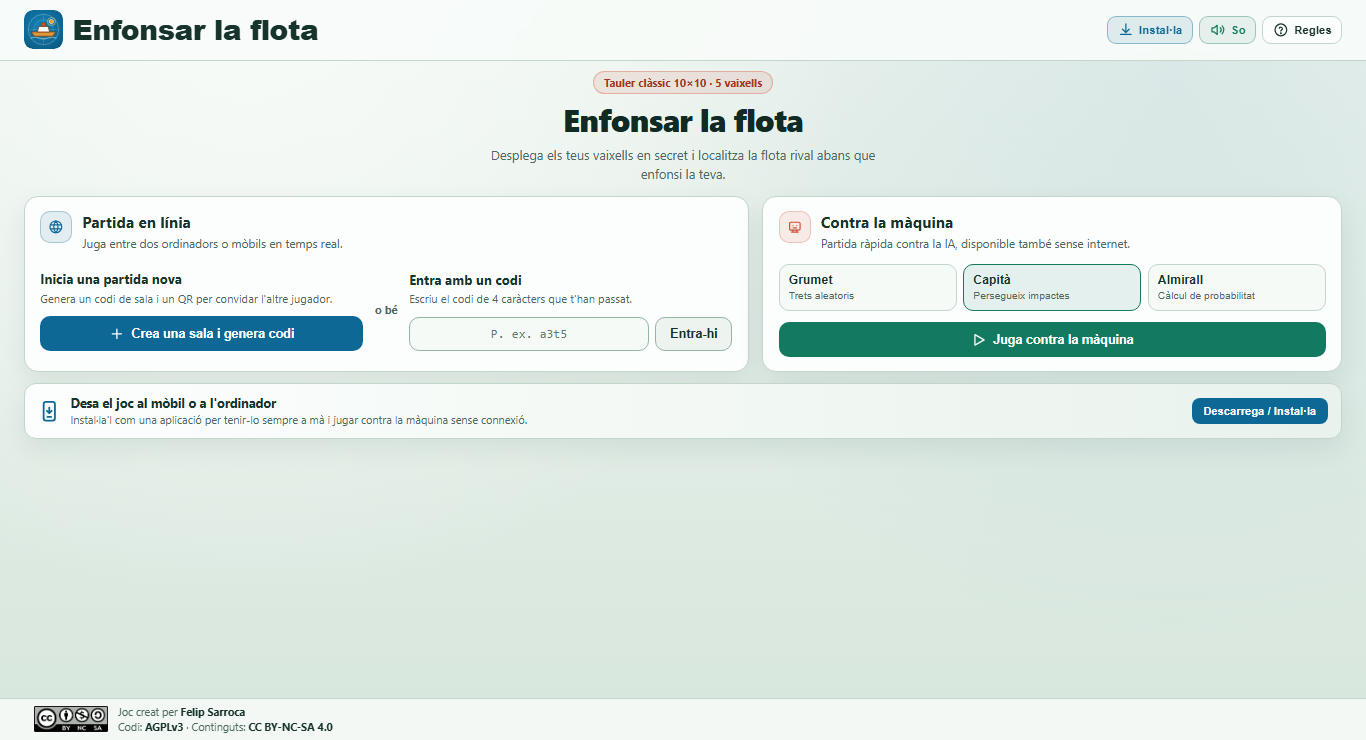 Enfonsar la flota
Instal·la
So
Regles
Tauler clàssic 10×10 · 5 vaixells
Enfonsar la flota
Desplega els teus vaixells en secret i localitza la flota rival abans que
enfonsi la teva.
Partida en línia
Juga entre dos ordinadors o mòbils en temps real.
Inicia una partida nova
Genera un codi de sala i un QR per convidar l'altre jugador.
Crea una sala i genera codi
o bé
Entra amb un codi
Escriu el codi de 4 caràcters que t'han passat.
P. ex. a3t5
Entra-hi
Contra la màquina
Partida ràpida contra la IA, disponible també sense internet.
Grumet
Trets aleatoris
Capità
Persegueix impactes
Almirall
Càlcul de probabilitat
Juga contra la màquina
Desa el joc al mòbil o a l'ordinador
Instal·la'l com una aplicació per tenir-lo sempre a mà i jugar contra la màquina sense connexió.
Descarrega / Instal·la
CC BY NC SA
Joc creat per Felip Sarroca
Codi: AGPLv3 · Continguts: CC BY-NC-SA 4.0